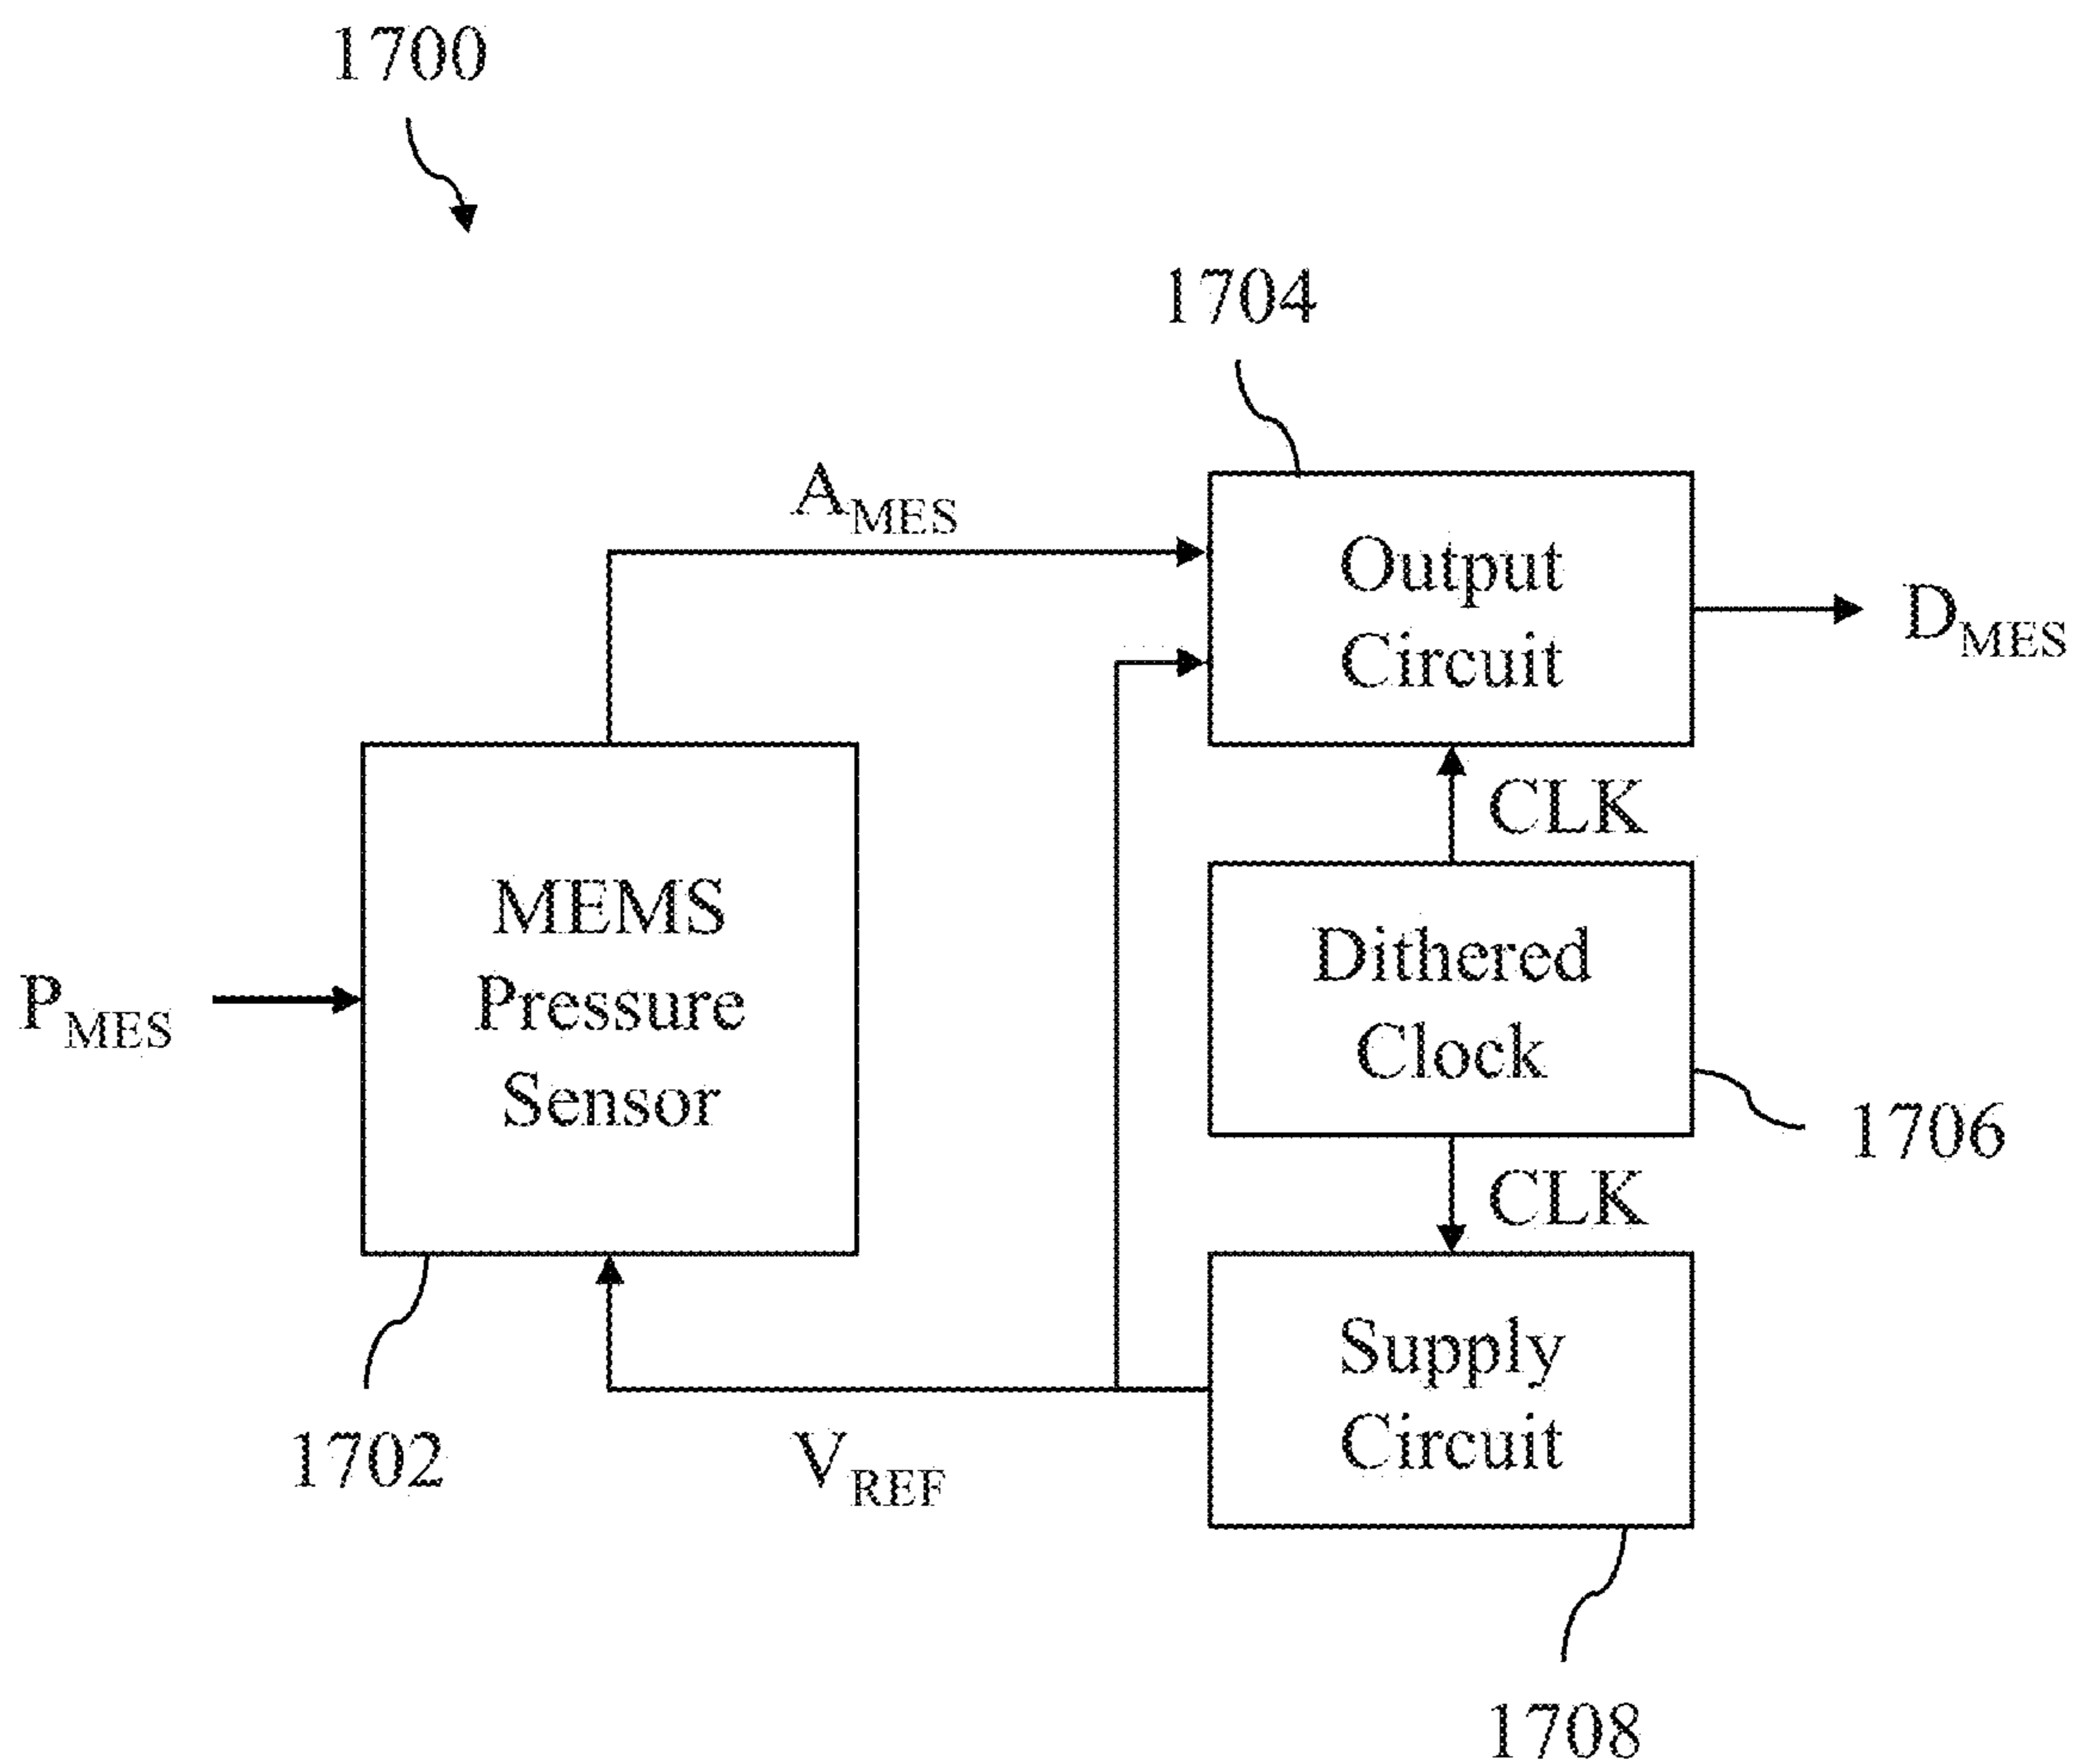 1700
1704
A_MES
Output
Circuit
D_MES
CLK
MEMS
Pressure
Sensor
P_MES
Dithered
Clock
1706
CLK
Supply
Circuit
1702
V_REF
1708